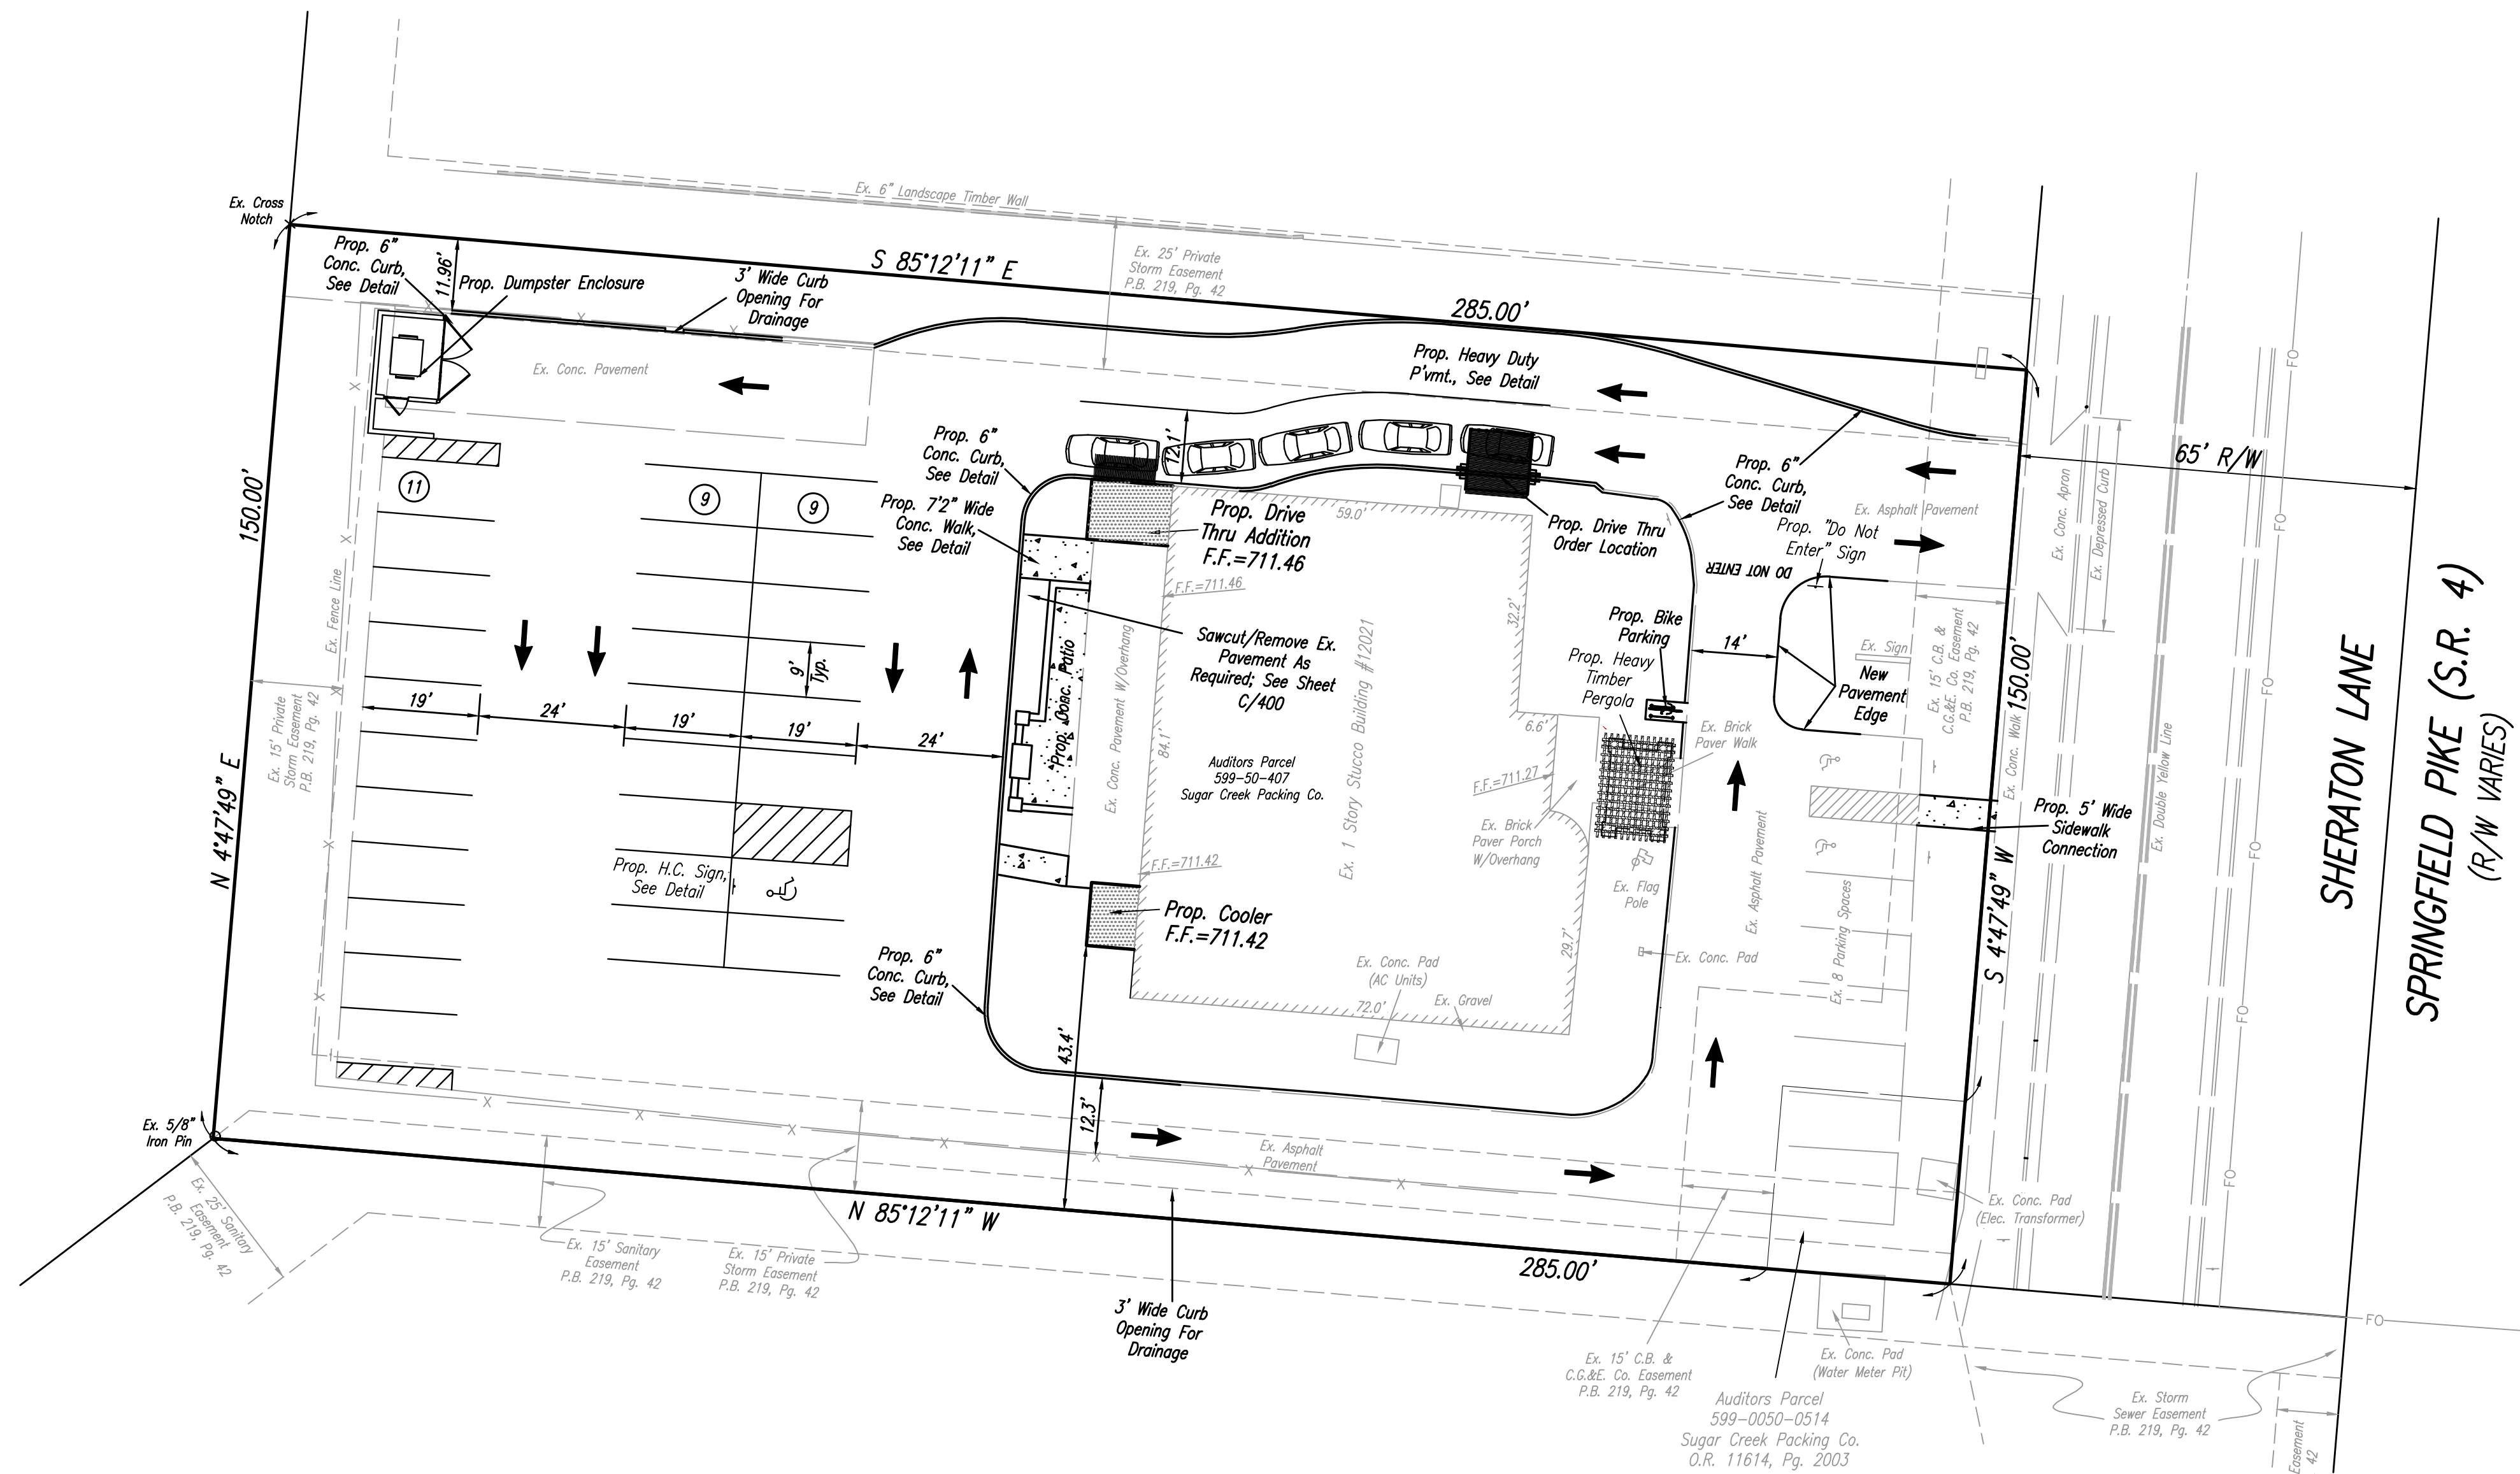 Ex. Cross
Notch
Prop. 6"
Conc. Curb,
See Detail
11.96'
Prop. Dumpster Enclosure
3' Wide Curb
Opening For
Drainage
Ex. 6" Landscape Timber Wall
S 85°12'11" E
285.00'
Ex. 25' Private
Storm Easement
P.B. 219, Pg. 42
Ex. Conc. Pavement
Prop. Heavy Duty
P'vmt., See Detail
12.1'
65' R/W
FO
Ex. Conc. Apron
Ex. Depressed Curb
Prop. 6"
Conc. Curb,
See Detail
Prop. 7'2" Wide
Conc. Walk,
See Detail
11
9
9
Prop. Drive
Thru Addition
F.F.=711.46
59.0'
Prop. Drive Thru
Order Location
Prop. 6"
Conc. Curb,
See Detail
Ex. Asphalt Pavement
Prop. "Do Not
Enter" Sign
DO NOT ENTER
150.00'
Ex. Fence Line
F.F.=711.46
32.2'
Prop. Bike
Parking
14'
Prop. Heavy
Timber
Pergola
Ex. Sign
New
Pavement
Edge
Ex. 15' C.B. &
C.G.&E. Co. Easement
P.B. 219, Pg. 42
150.00'
FO
Sawcut/Remove Ex.
Pavement As
Required; See Sheet
C/400
Ex. 1 Story Stucco Building #12021
9'
Typ.
Prop. Conc. Patio
Ex. Conc. Pavement W/Overhang
84.1'
Ex. 15' Private
Storm Easement
P.B. 219, Pg. 42
19'
24'
19'
19'
24'
6.6'
Ex. Brick
Paver Walk
Ex. Conc. Walk
Ex. Double Yellow Line
Auditors Parcel
599-50-407
Sugar Creek Packing Co.
F.F.=711.27
Prop. 5' Wide
Sidewalk
Connection
SHERATON LANE
SPRINGFIELD PIKE (S.R. 4)
(R/W VARIES)
N 4°47'49" E
Prop. H.C. Sign,
See Detail
F.F.=711.42
Ex. Brick
Paver Porch
W/Overhang
Ex. Flag
Pole
Ex. Asphalt Pavement
Ex. 8 Parking Spaces
S 4°47'49" W
FO
Prop. Cooler
F.F.=711.42
Prop. 6"
Conc. Curb,
See Detail
29.7'
Ex. Conc. Pad
Ex. Conc. Pad
(AC Units)
Ex. Gravel
72.0'
43.4'
12.3'
FO
Ex. 5/8"
Iron Pin
Ex. Asphalt
Pavement
FO
Ex. 25' Sanitary
Easement
P.B. 219, Pg. 42
N 85°12'11" W
Ex. Conc. Pad
(Elec. Transformer)
Ex. 15' Sanitary
Easement
P.B. 219, Pg. 42
Ex. 15' Private
Storm Easement
P.B. 219, Pg. 42
285.00'
3' Wide Curb
Opening For
Drainage
FO
Ex. 15' C.B. &
C.G.&E. Co. Easement
P.B. 219, Pg. 42
Ex. Conc. Pad
(Water Meter Pit)
Auditors Parcel
599-0050-0514
Sugar Creek Packing Co.
O.R. 11614, Pg. 2003
Ex. Storm
Sewer Easement
P.B. 219, Pg. 42
Easement
42